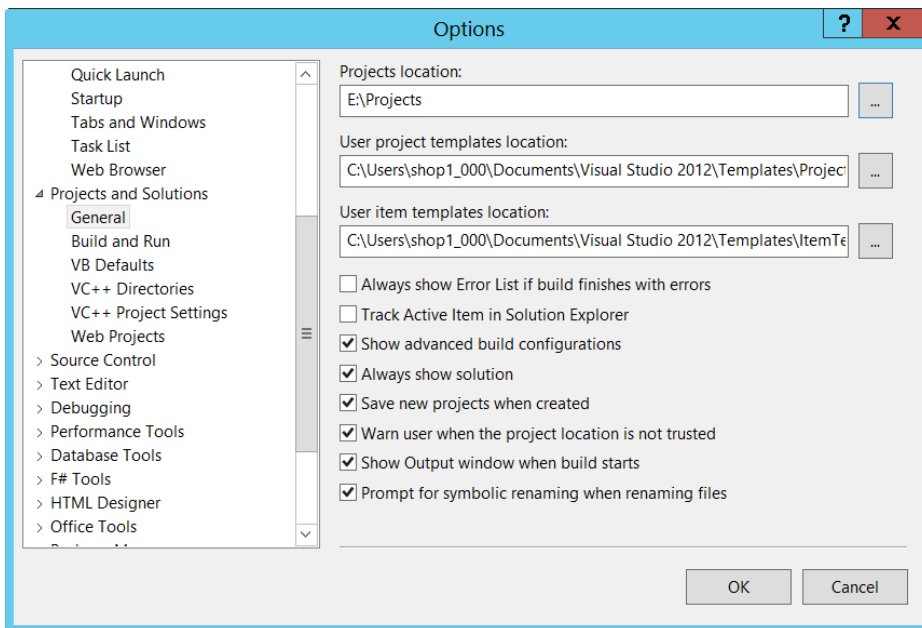 Options
?
X
Quick Launch
Startup
Tabs and Windows
Task List
Web Browser
Projects and Solutions
General
Build and Run
VB Defaults
VC++ Directories
VC++ Project Settings
Web Projects
Source Control
Text Editor
Debugging
Performance Tools
Database Tools
F# Tools
HTML Designer
Office Tools
Projects location:
E:\Projects
...
User project templates location:
C:\Users\shop1_000\Documents\Visual Studio 2012\Templates\Project
...
User item templates location:
C:\Users\shop1_000\Documents\Visual Studio 2012\Templates\ItemTe
...
Always show Error List if build finishes with errors
Track Active Item in Solution Explorer
Show advanced build configurations
Always show solution
Save new projects when created
Warn user when the project location is not trusted
Show Output window when build starts
Prompt for symbolic renaming when renaming files
OK
Cancel